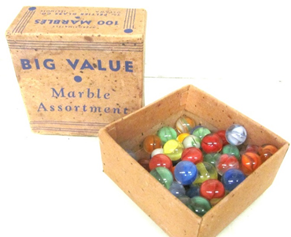 100 MARBLES
BIG VALUE
Marble
Assortment